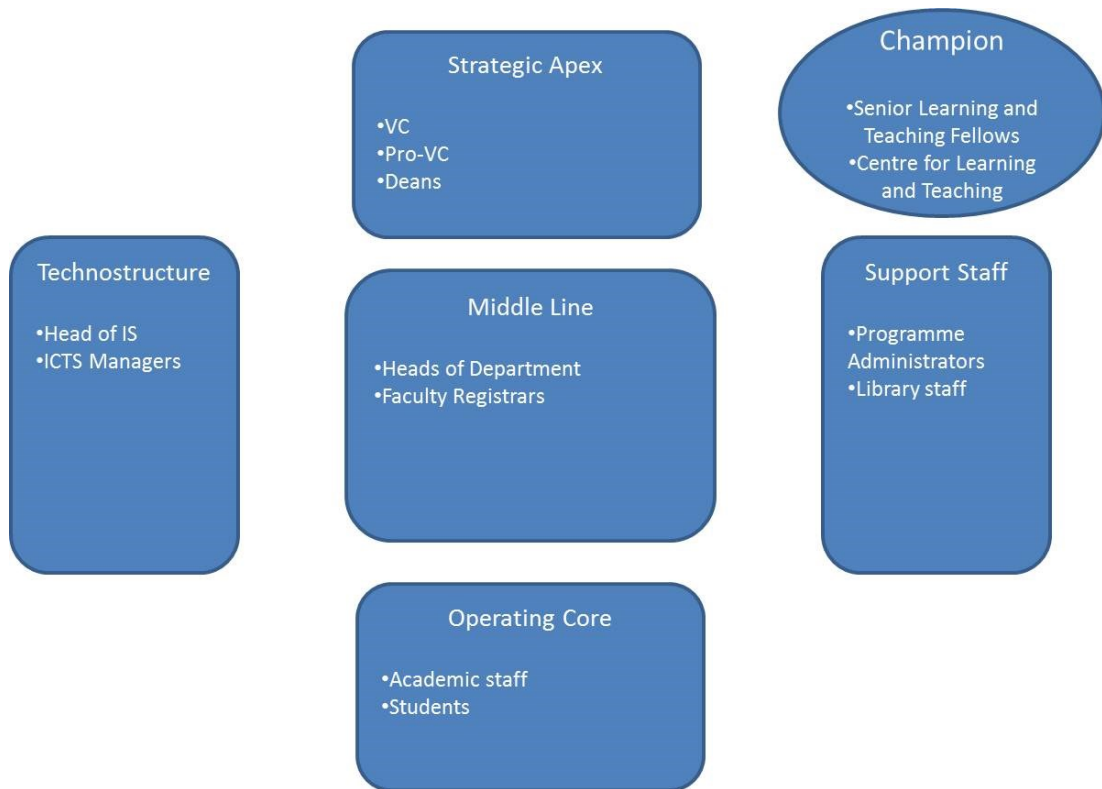 Strategic Apex
•VC
•Pro-VC
•Deans
Champion
•Senior Learning and
Teaching Fellows
•Centre for Learning
and Teaching
Technostructure
•Head of IS
•ICTS Managers
Middle Line
•Heads of Department
•Faculty Registrars
Support Staff
•Programme
Administrators
•Library staff
Operating Core
•Academic staff
•Students